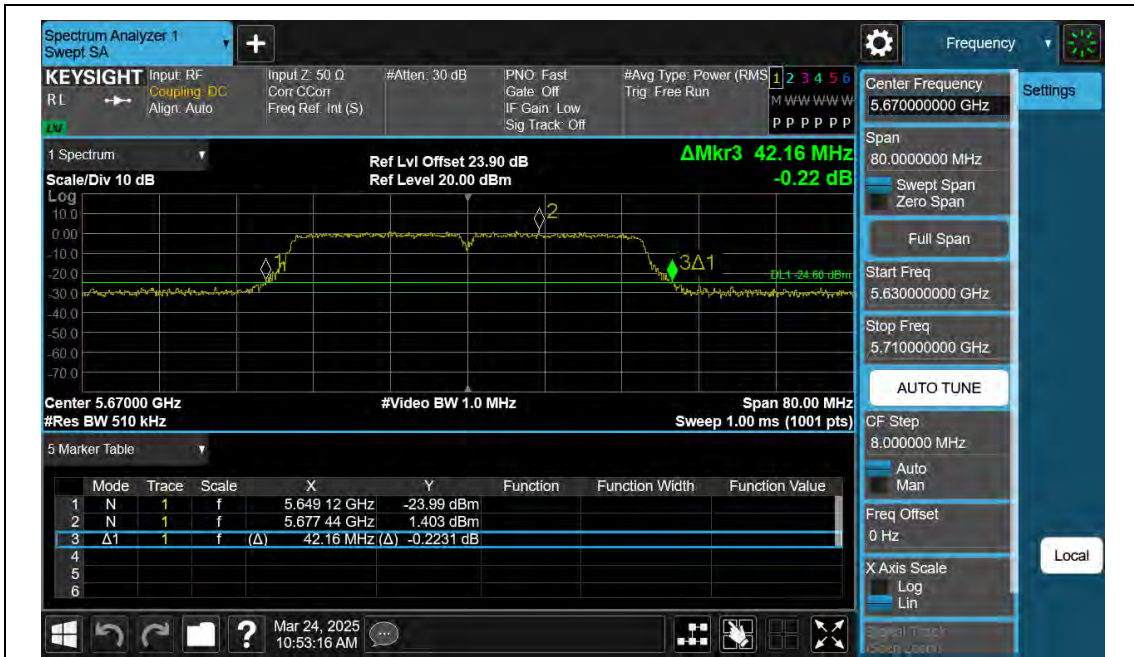 Spectrum Analyzer 1
Swept SA
+
Frequency
KEYSIGHT
Input: RF
Coupling: DC
Align: Auto
Input Z: 50 Ω
Corr CCorr
Freq Ref: Int (S)
#Atten: 30 dB
PNO: Fast
Gate: Off
IF Gain: Low
Sig Track: Off
#Avg Type: Power (RMS
Trig: Free Run
1 2 3 4 5 6
M W W W W W
P P P P P P
R L
LXI
Center Frequency
5.670000000 GHz
Settings
Span
80.0000000 MHz
Swept Span
Zero Span
Full Span
Start Freq
5.630000000 GHz
Stop Freq
5.710000000 GHz
AUTO TUNE
CF Step
8.000000 MHz
Auto
Man
Freq Offset
0 Hz
X Axis Scale
Log
Lin
Signal Track
(Span Zoom)
Local
1 Spectrum
Scale/Div 10 dB
Ref Lvl Offset 23.90 dB
Ref Level 20.00 dBm
ΔMkr3 42.16 MHz
-0.22 dB
Log
10.0
0.00
-10.0
-20.0
-30.0
-40.0
-50.0
-60.0
-70.0
1
2
3Δ1
DL1 -24.60 dBm
Center 5.67000 GHz
#Res BW 510 kHz
#Video BW 1.0 MHz
Span 80.00 MHz
Sweep 1.00 ms (1001 pts)
5 Marker Table
Mode Trace Scale X Y Function Function Width Function Value
1 N 1 f 5.649 12 GHz -23.99 dBm
2 N 1 f 5.677 44 GHz 1.403 dBm
3 Δ1 1 f (Δ) 42.16 MHz (Δ) -0.2231 dB
4
5
6
?
Mar 24, 2025
10:53:16 AM